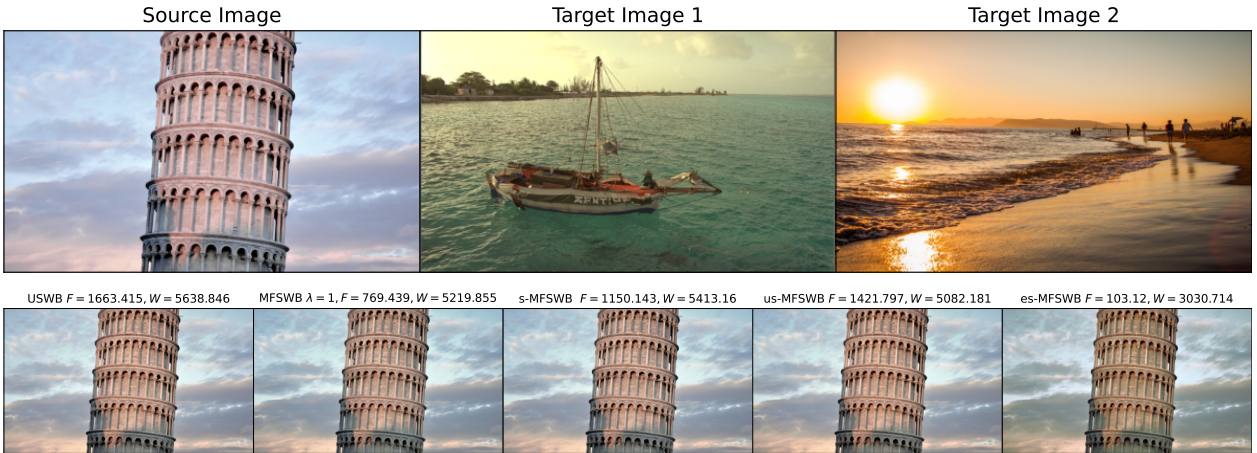 Source Image
Target Image 1
Target Image 2
USWB F = 1663.415, W = 5638.846
MFSWB λ = 1, F = 769.439, W = 5219.855
s-MFSWB F = 1150.143, W = 5413.16
us-MFSWB F = 1421.797, W = 5082.181
es-MFSWB F = 103.12, W = 3030.714